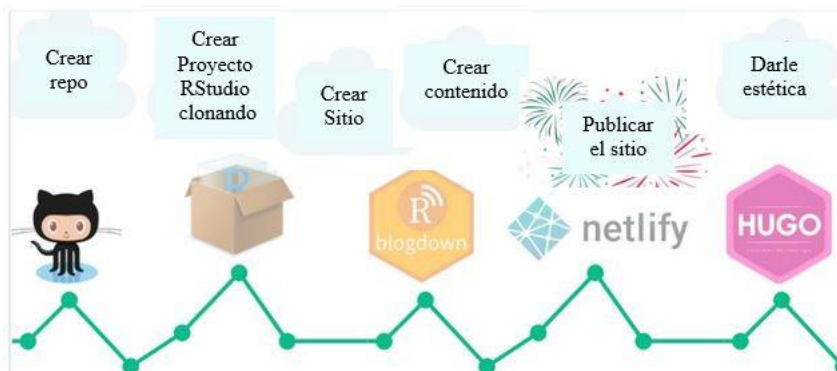 Crear
repo
Crear
Proyecto
RStudio
clonando
Crear
Sitio
Crear
contenido
Publicar
el sitio
Darle
estética
R
blogdown
netlify
HUGO